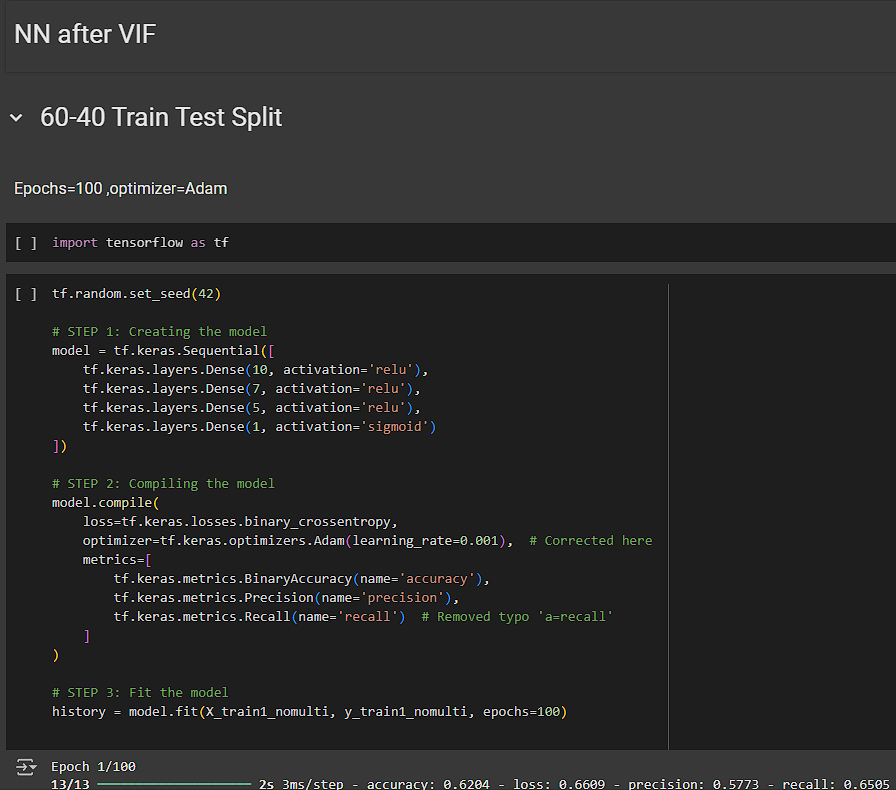 NN after VIF
60-40 Train Test Split
Epochs=100 ,optimizer=Adam
[ ] import tensorflow as tf
[ ] tf.random.set_seed(42)
# STEP 1: Creating the model
model = tf.keras.Sequential([
    tf.keras.layers.Dense(10, activation='relu'),
    tf.keras.layers.Dense(7, activation='relu'),
    tf.keras.layers.Dense(5, activation='relu'),
    tf.keras.layers.Dense(1, activation='sigmoid')
])
# STEP 2: Compiling the model
model.compile(
    loss=tf.keras.losses.binary_crossentropy,
    optimizer=tf.keras.optimizers.Adam(learning_rate=0.001),  # Corrected here
    metrics=[
        tf.keras.metrics.BinaryAccuracy(name='accuracy'),
        tf.keras.metrics.Precision(name='precision'),
        tf.keras.metrics.Recall(name='recall')  # Removed typo 'a=recall'
    ]
)
# STEP 3: Fit the model
history = model.fit(X_train1_nomulti, y_train1_nomulti, epochs=100)
Epoch 1/100
13/13 2s 3ms/step - accuracy: 0.6204 - loss: 0.6609 - precision: 0.5773 - recall: 0.6505